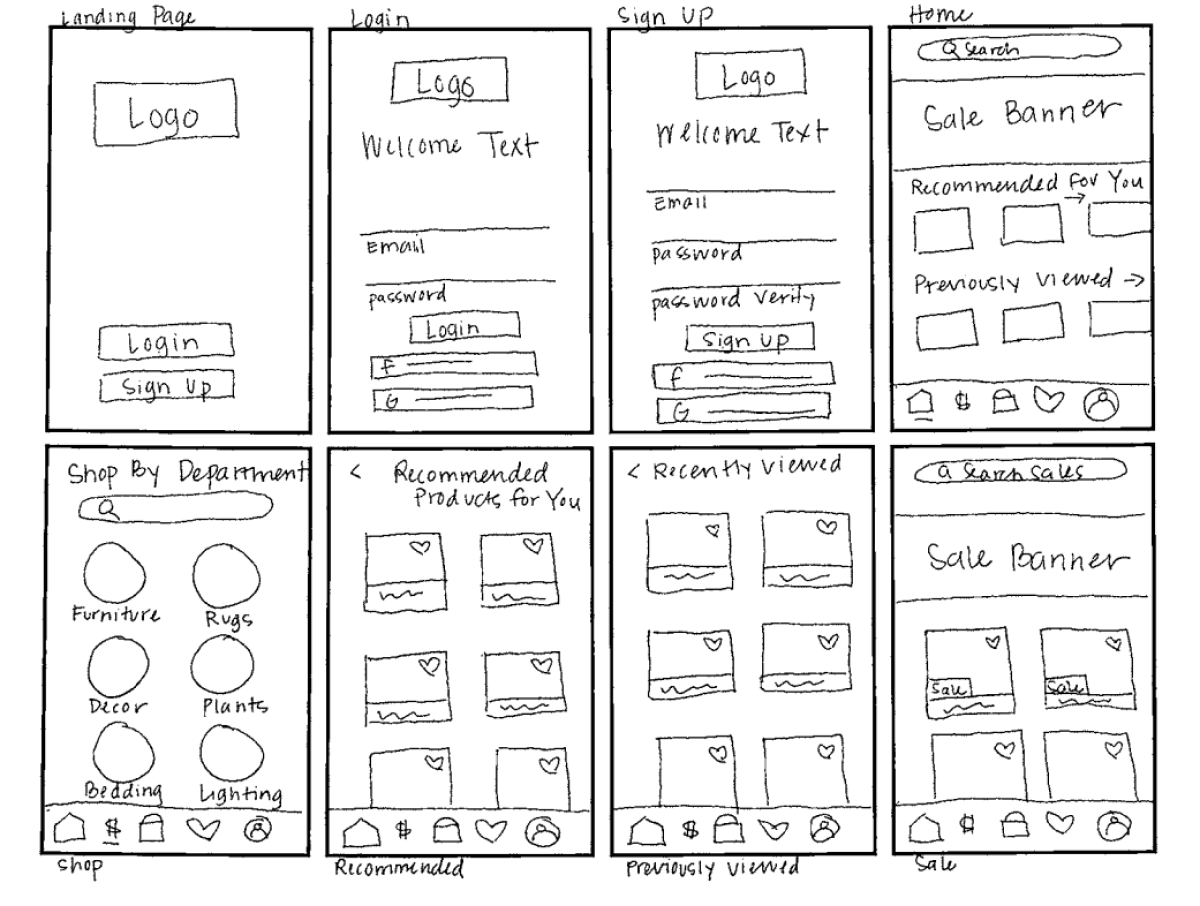 Landing Page
Logo
Login
Sign Up
Login
Logo
Welcome Text
Email
password
Login
f
G
Sign Up
Logo
Welcome Text
Email
password
password verify
Sign up
f
G
Home
Search
Sale Banner
Recommended For You →
Previously Viewed →
$
Shop By Department
Furniture
Rugs
Decor
Plants
Bedding
Lighting
$
Shop
< Recommended
Products for You
$
Recommended
< Recently Viewed
$
Previously Viewed
Search Sales
Sale Banner
Sale
Sale
$
Sale